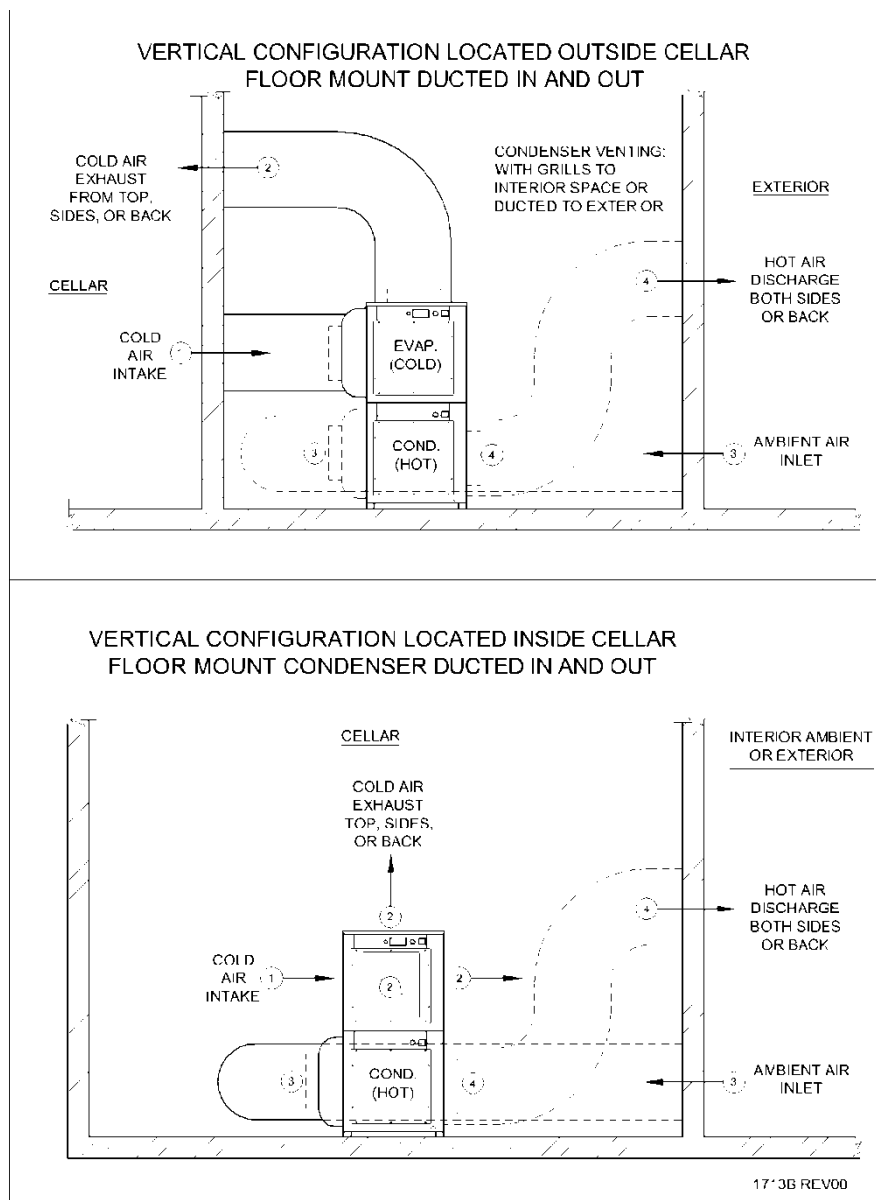 VERTICAL CONFIGURATION LOCATED OUTSIDE CELLAR
FLOOR MOUNT DUCTED IN AND OUT
COLD AIR
EXHAUST
FROM TOP,
SIDES, OR BACK
2
CONDENSER VENTING:
WITH GRILLS TO
INTERIOR SPACE OR
DUCTED TO EXTERIOR
EXTERIOR
CELLAR
4
HOT AIR
DISCHARGE
BOTH SIDES
OR BACK
COLD
AIR
INTAKE
1
EVAP.
(COLD)
3
COND.
(HOT)
4
3
AMBIENT AIR
INLET
VERTICAL CONFIGURATION LOCATED INSIDE CELLAR
FLOOR MOUNT CONDENSER DUCTED IN AND OUT
CELLAR
INTERIOR AMBIENT
OR EXTERIOR
COLD AIR
EXHAUST
TOP, SIDES,
OR BACK
2
4
HOT AIR
DISCHARGE
BOTH SIDES
OR BACK
COLD
AIR
INTAKE
1
2
2
3
COND.
(HOT)
4
3
AMBIENT AIR
INLET
1713B REV00